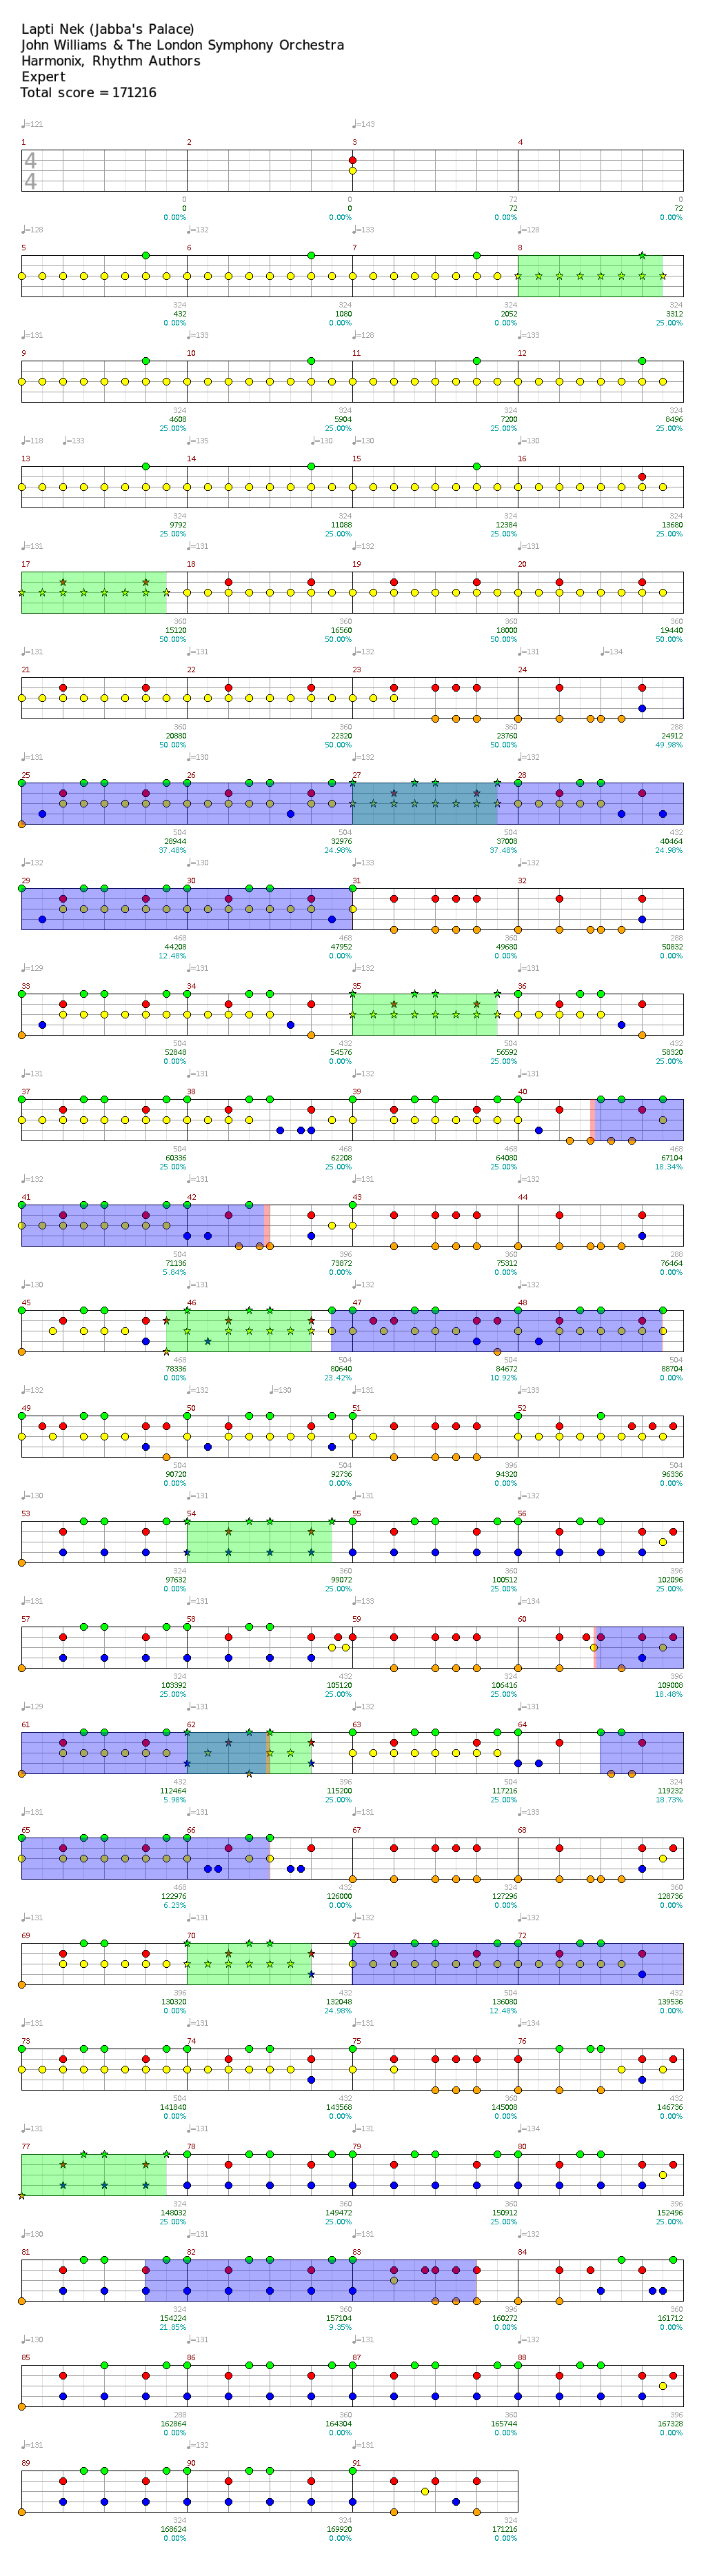 Lapti Nek (Jabba's Palace)
John Williams & The London Symphony Orchestra
Harmonix, Rhythm Authors
Expert
Total score = 171216
♩=121 ♩=143
1 2 3 4
4
4
0 0 72 0
0 0 72 72
0.00% 0.00% 0.00% 0.00%
♩=128 ♩=132 ♩=133 ♩=128
5 6 7 8
324 324 324 324
432 1080 2052 3312
0.00% 0.00% 0.00% 25.00%
♩=131 ♩=133 ♩=128 ♩=133
9 10 11 12
324 324 324 324
4608 5904 7200 8496
25.00% 25.00% 25.00% 25.00%
♩=118 ♩=133 ♩=135 ♩=130 ♩=130 ♩=130
13 14 15 16
324 324 324 324
9792 11088 12384 13680
25.00% 25.00% 25.00% 25.00%
♩=131 ♩=131 ♩=132 ♩=131
17 18 19 20
360 360 360 360
15120 16560 18000 19440
50.00% 50.00% 50.00% 50.00%
♩=131 ♩=131 ♩=131 ♩=131 ♩=134
21 22 23 24
360 360 360 288
20880 22320 23760 24912
50.00% 50.00% 50.00% 49.98%
♩=131 ♩=130 ♩=132 ♩=132
25 26 27 28
504 504 504 432
28944 32976 37008 40464
37.48% 24.98% 37.48% 24.98%
♩=132 ♩=130 ♩=133 ♩=132
29 30 31 32
468 468 360 288
44208 47952 49680 50832
12.48% 0.00% 0.00% 0.00%
♩=129 ♩=131 ♩=132 ♩=131
33 34 35 36
504 432 504 432
52848 54576 56592 58320
0.00% 0.00% 25.00% 25.00%
♩=131 ♩=131 ♩=132 ♩=131
37 38 39 40
504 468 468 468
60336 62208 64080 67104
25.00% 25.00% 25.00% 18.34%
♩=132 ♩=131 ♩=131
41 42 43 44
504 396 360 288
71136 73872 75312 76464
5.84% 0.00% 0.00% 0.00%
♩=130 ♩=131 ♩=132 ♩=132
45 46 47 48
468 504 504 504
78336 80640 84672 88704
0.00% 23.42% 10.92% 0.00%
♩=132 ♩=132 ♩=130 ♩=131 ♩=133
49 50 51 52
504 504 396 504
90720 92736 94320 96336
0.00% 0.00% 0.00% 0.00%
♩=130 ♩=131 ♩=131 ♩=132
53 54 55 56
324 360 360 396
97632 99072 100512 102096
0.00% 25.00% 25.00% 25.00%
♩=131 ♩=131 ♩=133 ♩=134
57 58 59 60
324 432 324 396
103392 105120 106416 109008
25.00% 25.00% 25.00% 18.48%
♩=129 ♩=131 ♩=131 ♩=131
61 62 63 64
432 396 504 324
112464 115200 117216 119232
5.98% 25.00% 25.00% 18.73%
♩=131 ♩=131 ♩=131 ♩=133
65 66 67 68
468 432 324 360
122976 126000 127296 128736
6.23% 0.00% 0.00% 0.00%
♩=131 ♩=131 ♩=132 ♩=131
69 70 71 72
396 432 504 432
130320 132048 136080 139536
0.00% 24.98% 12.48% 0.00%
♩=131 ♩=131 ♩=131 ♩=134
73 74 75 76
504 432 360 432
141840 143568 145008 146736
0.00% 0.00% 0.00% 0.00%
♩=131 ♩=131 ♩=131 ♩=134
77 78 79 80
324 360 360 396
148032 149472 150912 152496
25.00% 25.00% 25.00% 25.00%
♩=130 ♩=131 ♩=131 ♩=132
81 82 83 84
324 360 396 360
154224 157104 160272 161712
21.85% 9.35% 0.00% 0.00%
♩=130 ♩=131 ♩=131 ♩=132
85 86 87 88
288 360 360 396
162864 164304 165744 167328
0.00% 0.00% 0.00% 0.00%
♩=131 ♩=132 ♩=131
89 90 91
324 324 324
168624 169920 171216
0.00% 0.00% 0.00%